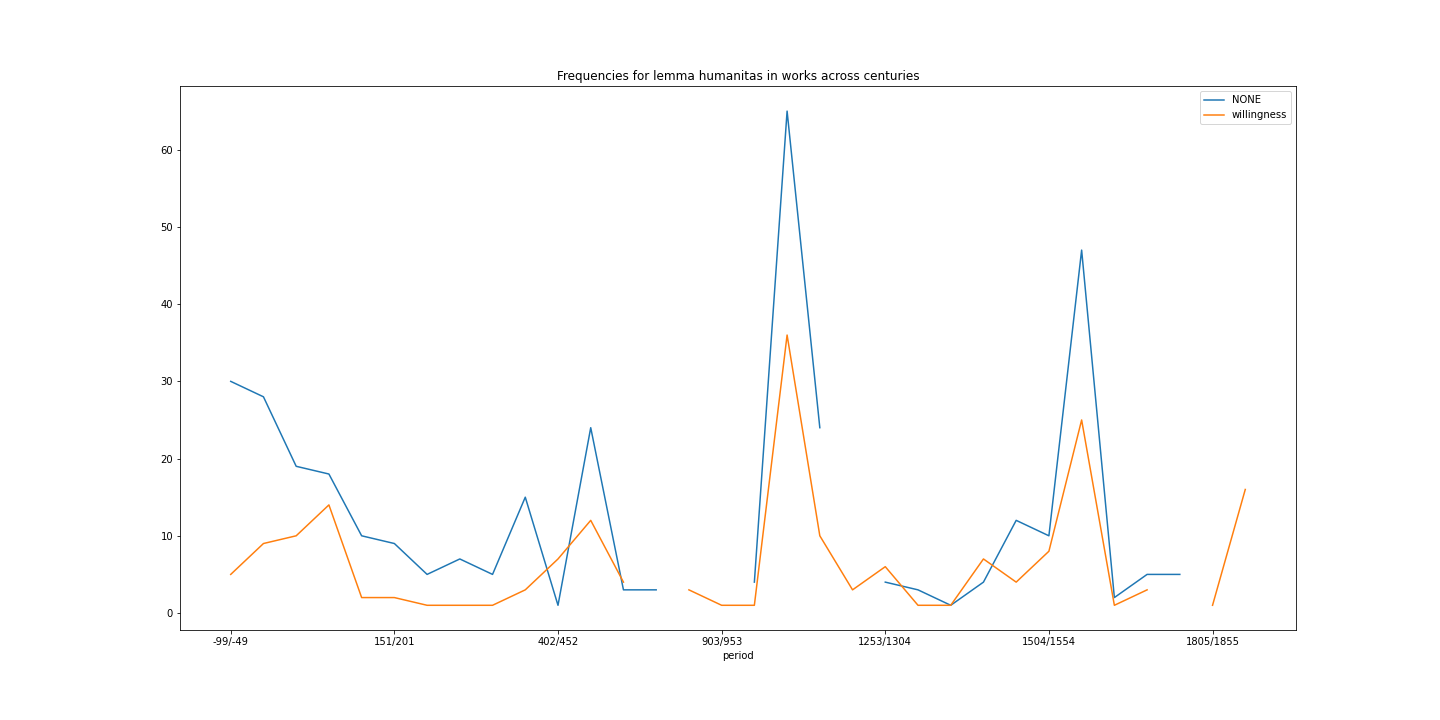 Frequencies for lemma humanitas in works across centuries
NONE
willingness
60
50
40
30
20
10
0
-99/-49 151/201 402/452 903/953 1253/1304 1504/1554 1805/1855
period